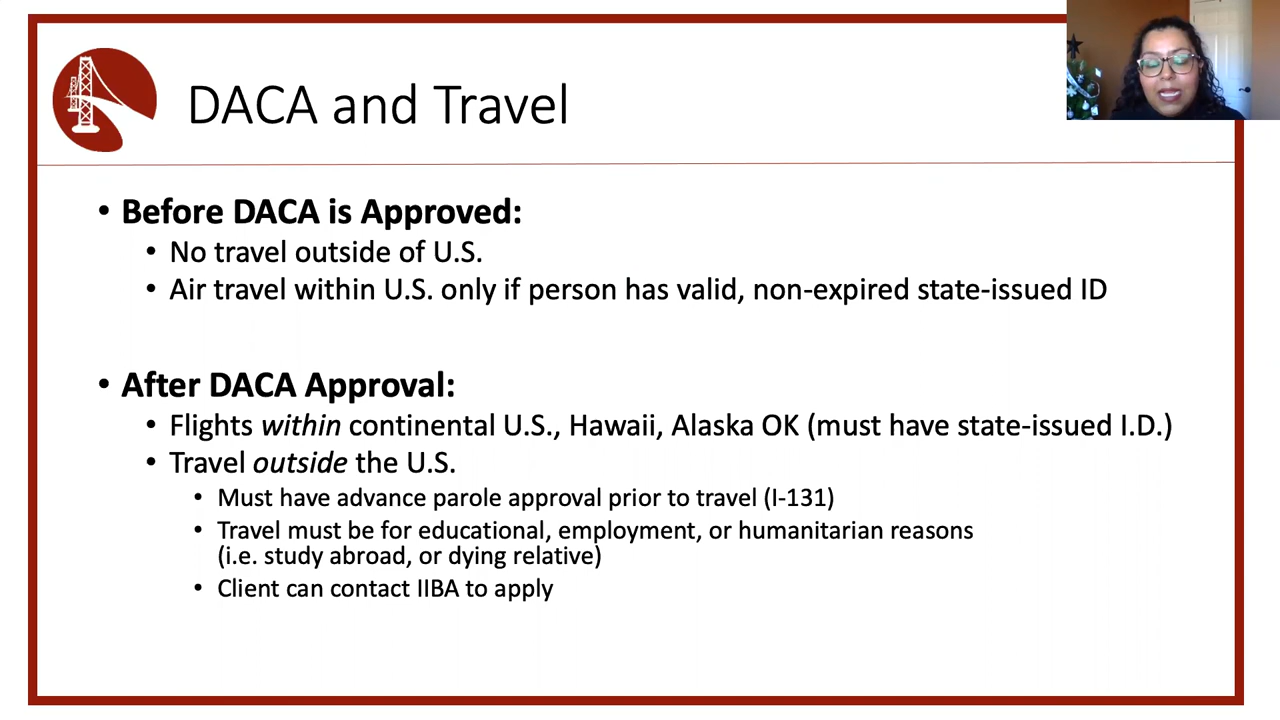 DACA and Travel
• Before DACA is Approved:
• No travel outside of U.S.
• Air travel within U.S. only if person has valid, non-expired state-issued ID
• After DACA Approval:
• Flights within continental U.S., Hawaii, Alaska OK (must have state-issued I.D.)
• Travel outside the U.S.
• Must have advance parole approval prior to travel (I-131)
• Travel must be for educational, employment, or humanitarian reasons
(i.e. study abroad, or dying relative)
• Client can contact IIBA to apply